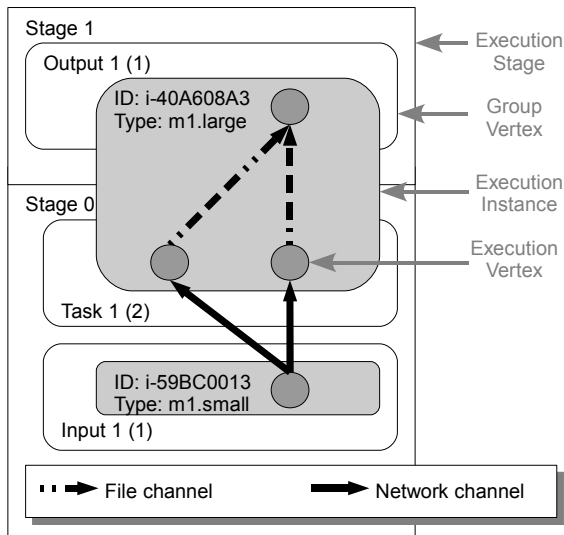 Stage 1
Output 1 (1)
ID: i-40A608A3
Type: m1.large
Execution
Stage
Group
Vertex
Execution
Instance
Stage 0
Execution
Vertex
Task 1 (2)
ID: i-59BC0013
Type: m1.small
Input 1 (1)
File channel
Network channel